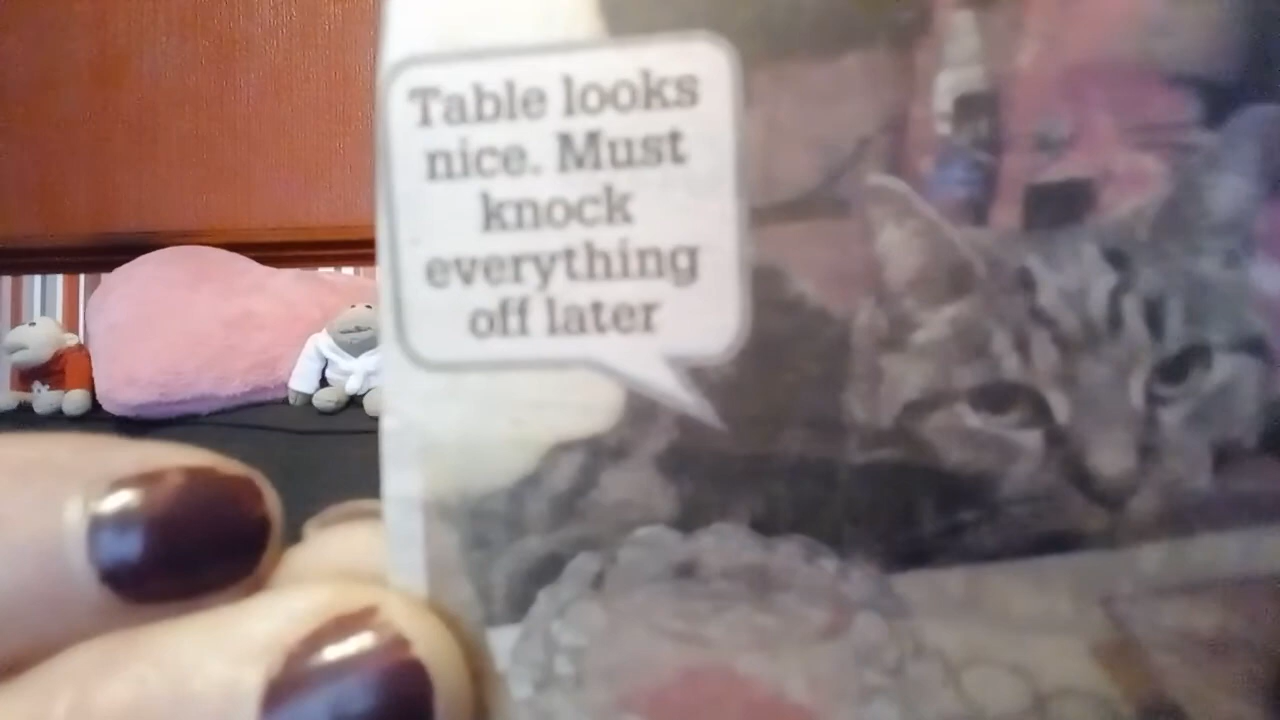 Table looks
nice. Must
knock
everything
off later